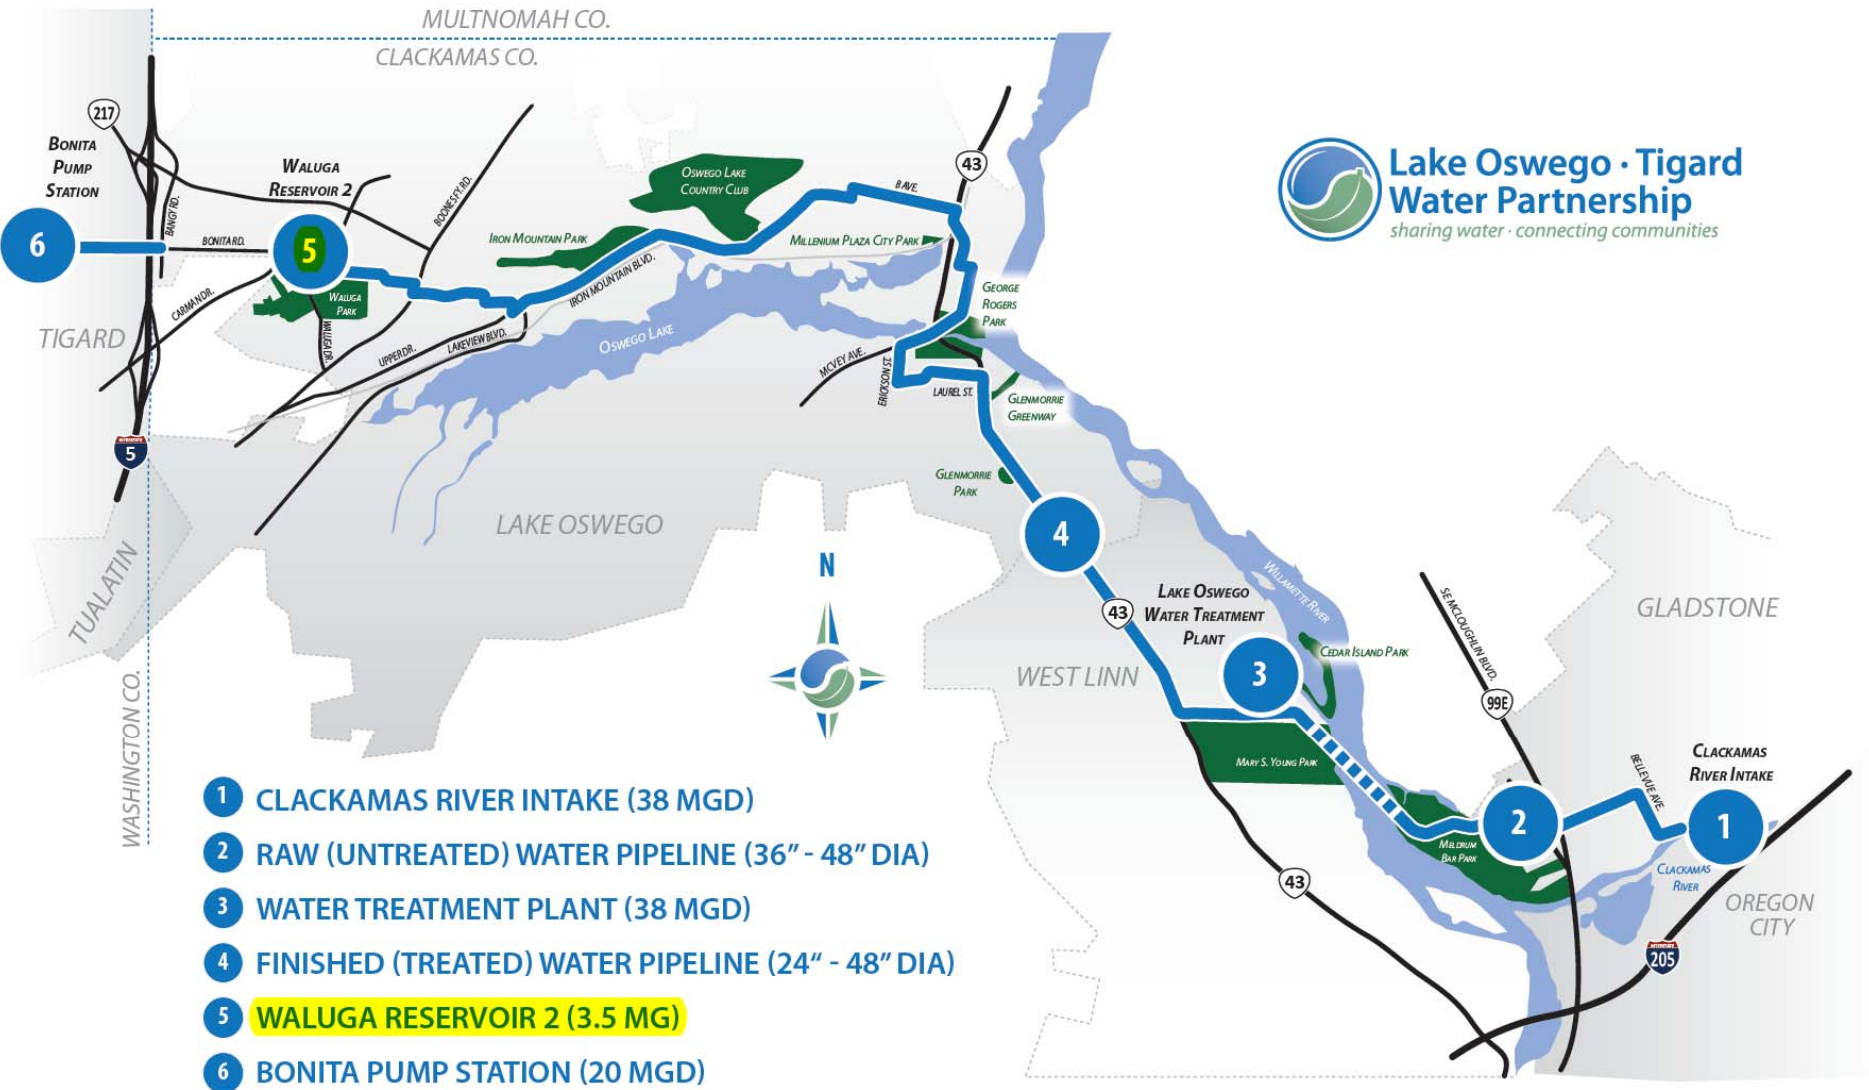 MULTNOMAH CO.
CLACKAMAS CO.
217
BONITA
PUMP
STATION
WALUGA
RESERVOIR 2
6
5
BANGY RD.
BONITA RD.
CARMAN DR.
WALUGA
PARK
WALUGA DR.
BOONES FY. RD.
UPPER DR.
LAKEVIEW BLVD.
IRON MOUNTAIN PARK
IRON MOUNTAIN BLVD.
OSWEGO LAKE
COUNTRY CLUB
MILLENIUM PLAZA CITY PARK
B AVE.
43
GEORGE
ROGERS
PARK
OSWEGO LAKE
MCVEY AVE.
ERICKSON ST.
LAUREL ST.
GLENMORRIE
GREENWAY
GLENMORRIE
PARK
TIGARD
INTERSTATE
5
TUALATIN
WASHINGTON CO.
LAKE OSWEGO
N
4
43
LAKE OSWEGO
WATER TREATMENT
PLANT
3
WILLAMETTE RIVER
CEDAR ISLAND PARK
WEST LINN
MARY S. YOUNG PARK
43
SE MCLOUGHLIN BLVD.
99E
GLADSTONE
2
MELDRUM
BAR PARK
BELLEVUE AVE.
CLACKAMAS
RIVER INTAKE
1
CLACKAMAS
RIVER
OREGON
CITY
INTERSTATE
205
Lake Oswego · Tigard
Water Partnership
sharing water · connecting communities
1 CLACKAMAS RIVER INTAKE (38 MGD)
2 RAW (UNTREATED) WATER PIPELINE (36” - 48” DIA)
3 WATER TREATMENT PLANT (38 MGD)
4 FINISHED (TREATED) WATER PIPELINE (24“ - 48” DIA)
5 WALUGA RESERVOIR 2 (3.5 MG)
6 BONITA PUMP STATION (20 MGD)